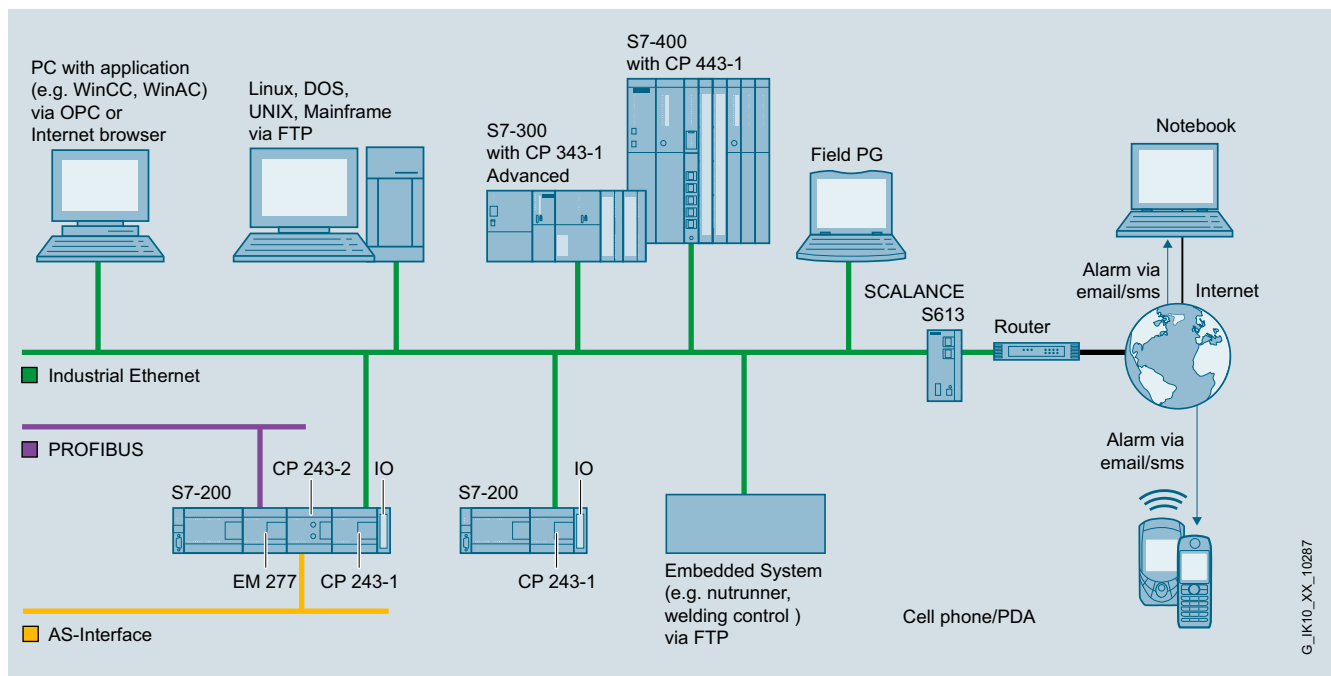 PC with application
(e.g. WinCC, WinAC)
via OPC or
Internet browser
Linux, DOS,
UNIX, Mainframe
via FTP
S7-300
with CP 343-1
Advanced
S7-400
with CP 443-1
Field PG
SCALANCE
S613
Router
Notebook
Alarm via
email/sms
Internet
Industrial Ethernet
PROFIBUS
S7-200
CP 243-2
IO
EM 277
CP 243-1
S7-200
IO
CP 243-1
Embedded System
(e.g. nutrunner,
welding control )
via FTP
Alarm via
email/sms
Cell phone/PDA
AS-Interface
G_IK10_XX_10287